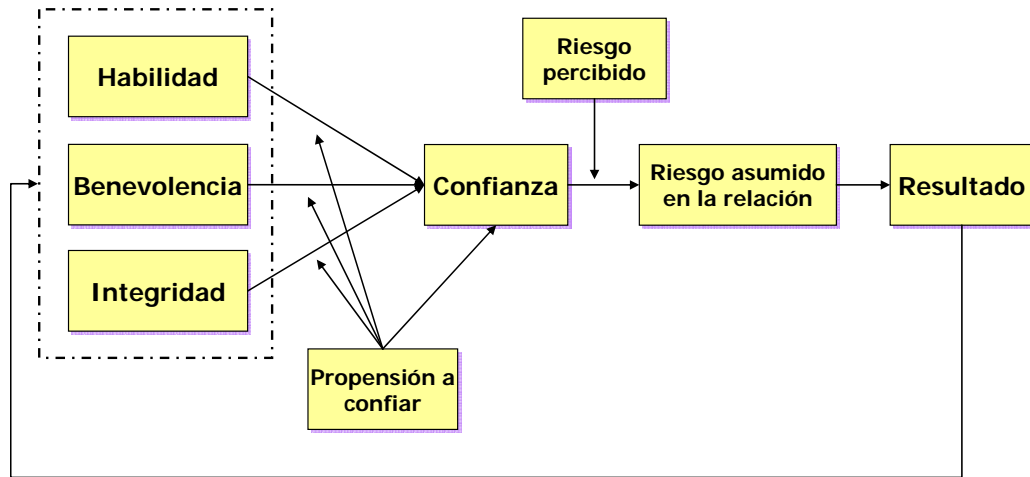 Habilidad
Benevolencia
Integridad
Propensión a
confiar
Confianza
Riesgo
percibido
Riesgo asumido
en la relación
Resultado